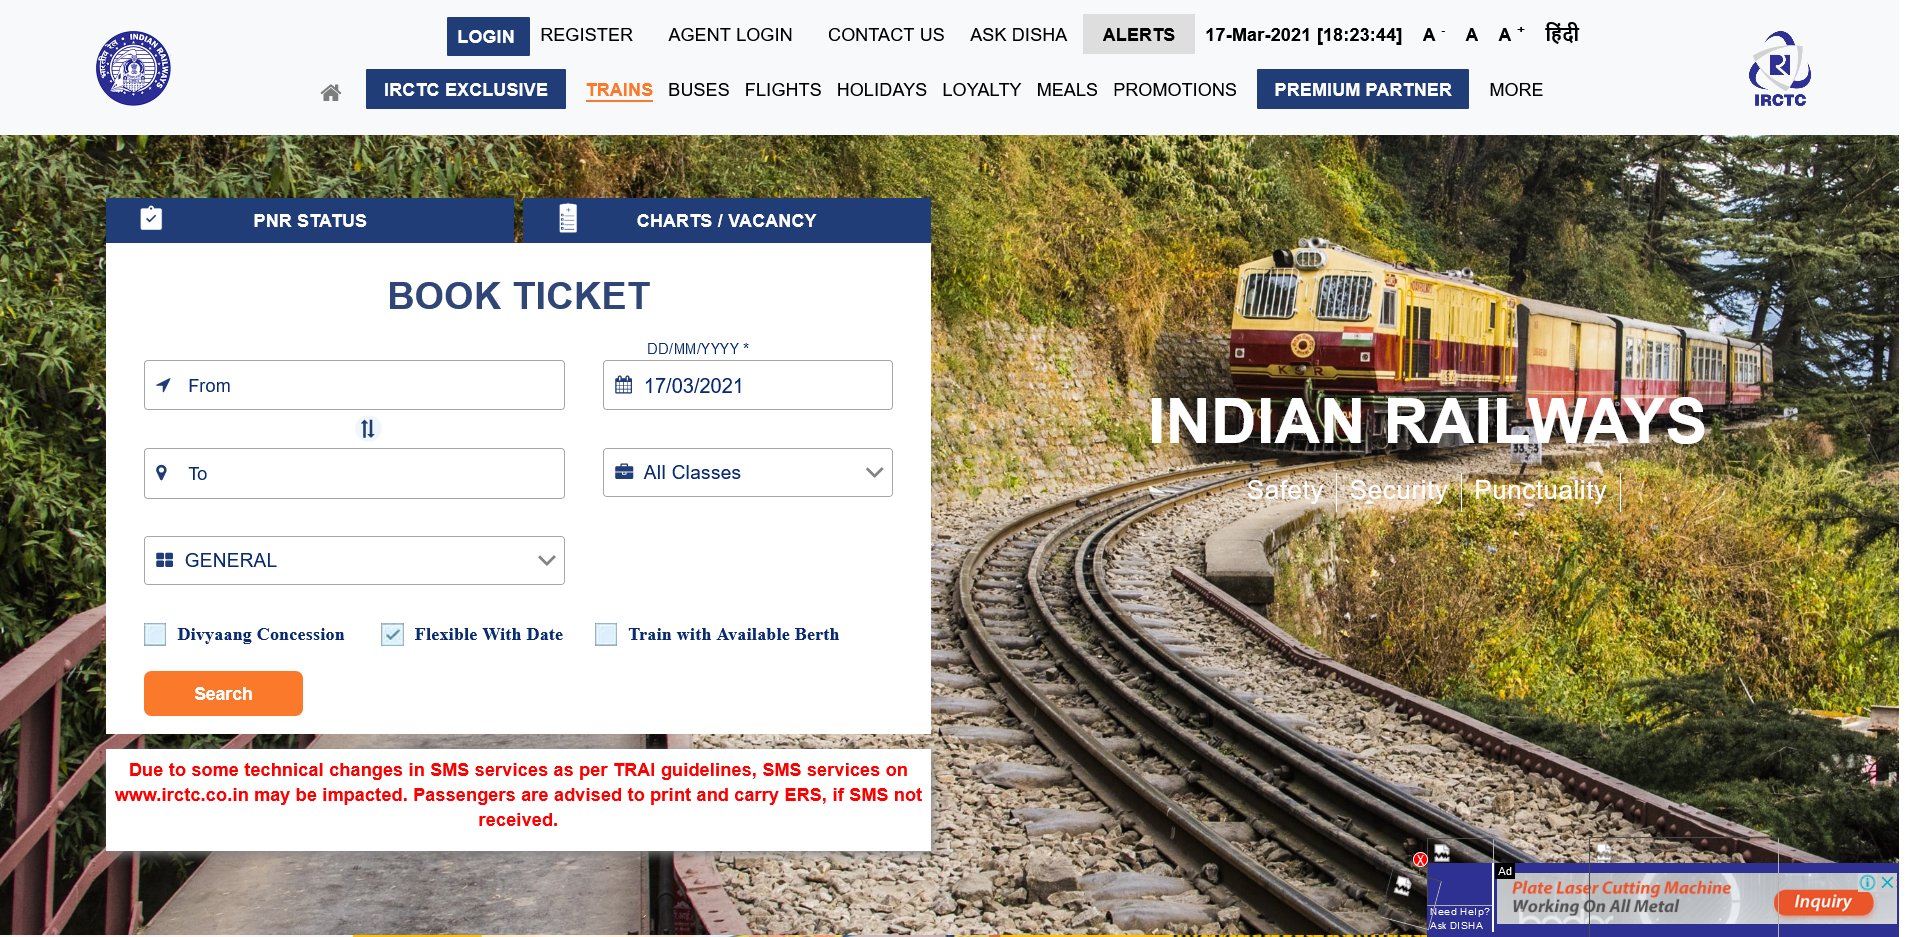 LOGIN REGISTER AGENT LOGIN CONTACT US ASK DISHA ALERTS 17-Mar-2021 [18:23:44] A - A A + हिंदी
IRCTC EXCLUSIVE TRAINS BUSES FLIGHTS HOLIDAYS LOYALTY MEALS PROMOTIONS PREMIUM PARTNER MORE
INDIAN RAILWAYS
भारतीय रेल
IRCTC
PNR STATUS
CHARTS / VACANCY
BOOK TICKET
DD/MM/YYYY *
From
17/03/2021
To
All Classes
GENERAL
Divyaang Concession
Flexible With Date
Train with Available Berth
Search
Due to some technical changes in SMS services as per TRAI guidelines, SMS services on
www.irctc.co.in may be impacted. Passengers are advised to print and carry ERS, if SMS not
received.
INDIAN RAILWAYS
Safety
Security
Punctuality
X
Need Help?
Ask DISHA
Ad
Plate Laser Cutting Machine
Working On All Metal
Inquiry